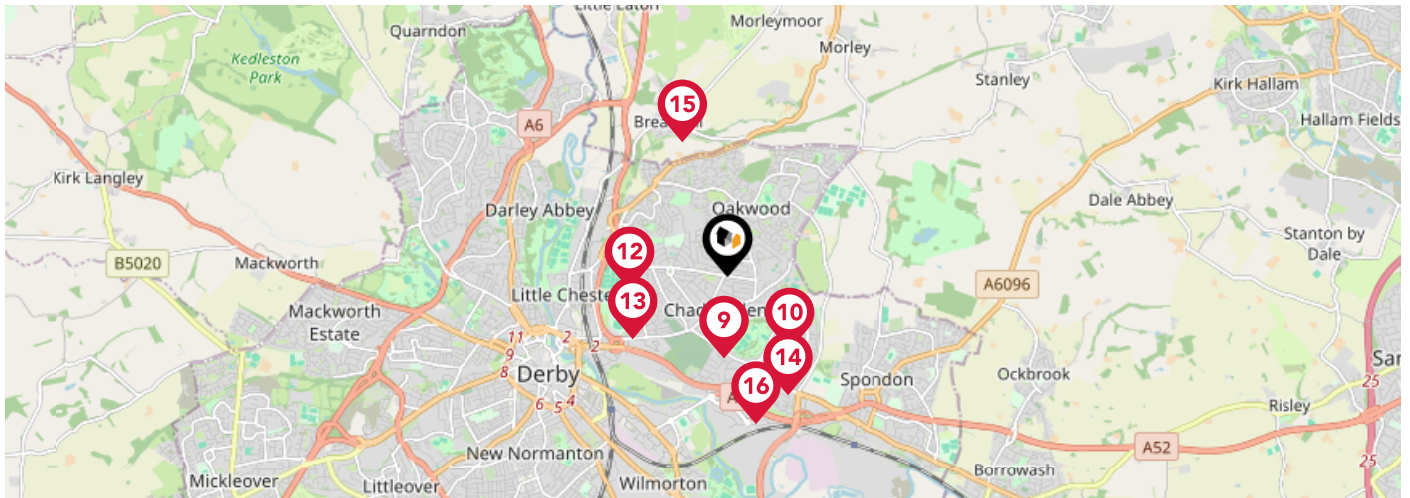 Little Eaton
Morleymoor
Quarndon
Morley
Kedleston
Park
Stanley
Kirk Hallam
15
A6
Hallam Fields
Kirk Langley
Dale Abbey
Darley Abbey
Oakwood
Stanton by
Dale
12
B5020
Mackworth
A6096
13
10
Mackworth
Estate
9
11
2
2
9
14
Derby
8
Spondon
Ockbrook
25
16
6
5
4
Risley
A52
New Normanton
25
Borrowash
Mickleover
Littleover
Wilmorton